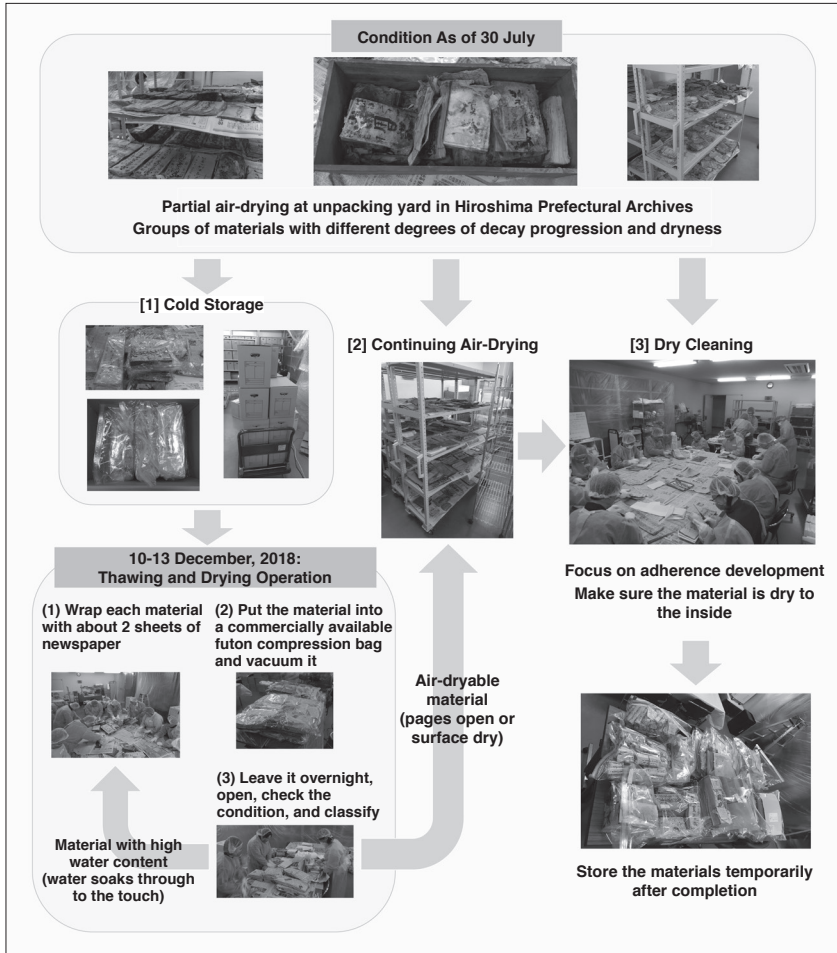 Condition As of 30 July
Partial air-drying at unpacking yard in Hiroshima Prefectural Archives
Groups of materials with different degrees of decay progression and dryness
[1] Cold Storage
[2] Continuing Air-Drying
[3] Dry Cleaning
10-13 December, 2018:
Thawing and Drying Operation
(1) Wrap each material
with about 2 sheets of
newspaper
(2) Put the material into
a commercially available
futon compression bag
and vacuum it
(3) Leave it overnight,
open, check the
condition, and classify
Material with high
water content
(water soaks through
to the touch)
Air-dryable
material
(pages open or
surface dry)
Focus on adherence development
Make sure the material is dry to
the inside
Store the materials temporarily
after completion